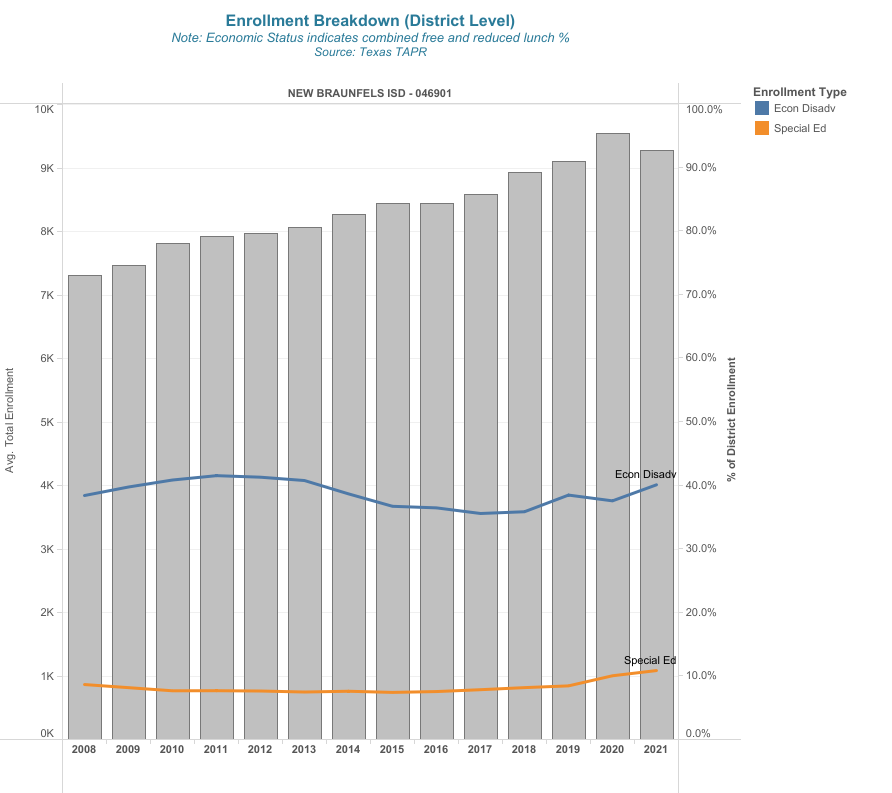 Enrollment Breakdown (District Level)
Note: Economic Status indicates combined free and reduced lunch %
Source: Texas TAPR
NEW BRAUNFELS ISD - 046901
Enrollment Type
Econ Disadv
Special Ed
10K
9K
8K
7K
6K
5K
4K
3K
2K
1K
0K
Avg. Total Enrollment
100.0%
90.0%
80.0%
70.0%
60.0%
50.0%
40.0%
30.0%
20.0%
10.0%
0.0%
% of District Enrollment
Econ Disadv
Special Ed
2008 2009 2010 2011 2012 2013 2014 2015 2016 2017 2018 2019 2020 2021